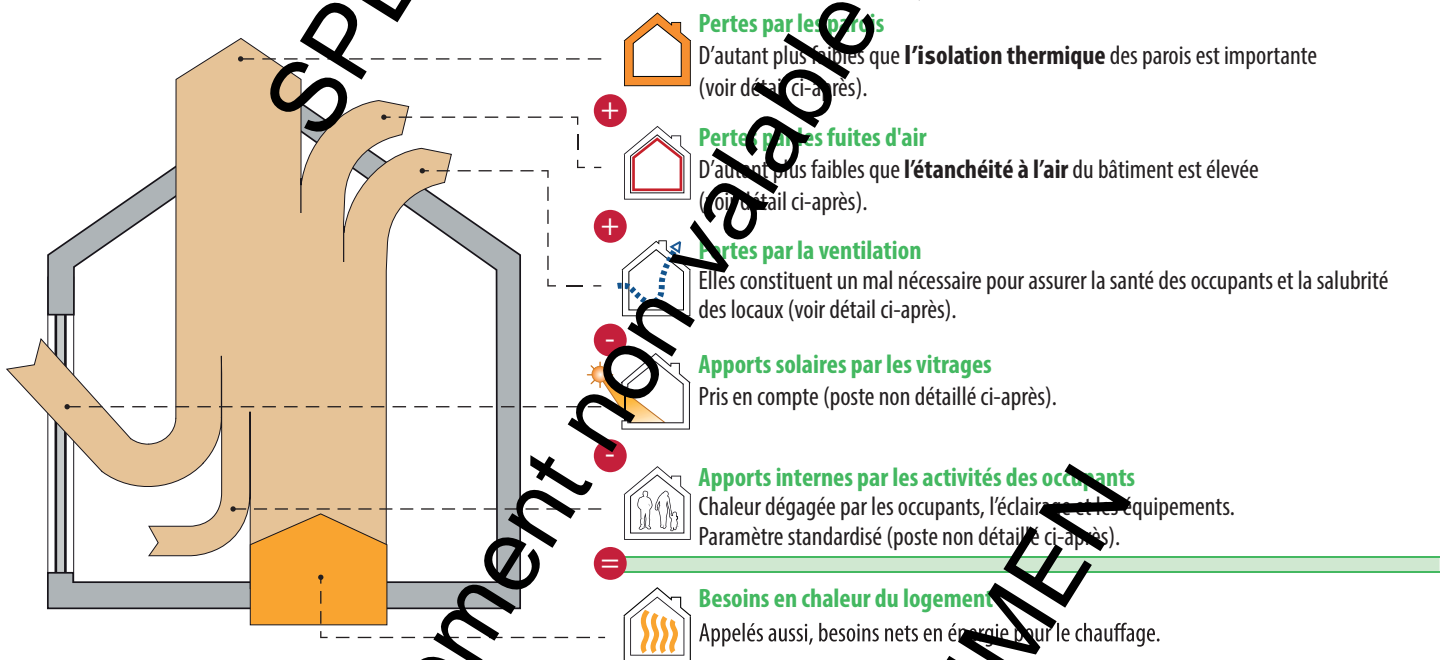 Pertes par les parois
D'autant plus faibles que l'isolation thermique des parois est importante
(voir détail ci-après).
+
Pertes par les fuites d'air
D'autant plus faibles que l'étanchéité à l'air du bâtiment est élevée
(voir détail ci-après).
+
Pertes par la ventilation
Elles constituent un mal nécessaire pour assurer la santé des occupants et la salubrité
des locaux (voir détail ci-après).
-
Apports solaires par les vitrages
Pris en compte (poste non détaillé ci-après).
-
Apports internes par les activités des occupants
Chaleur dégagée par les occupants, l'éclairage et les équipements.
Paramètre standardisé (poste non détaillé ci-après).
=
Besoins en chaleur du logement
Appelés aussi, besoins nets en énergie pour le chauffage.
non valable